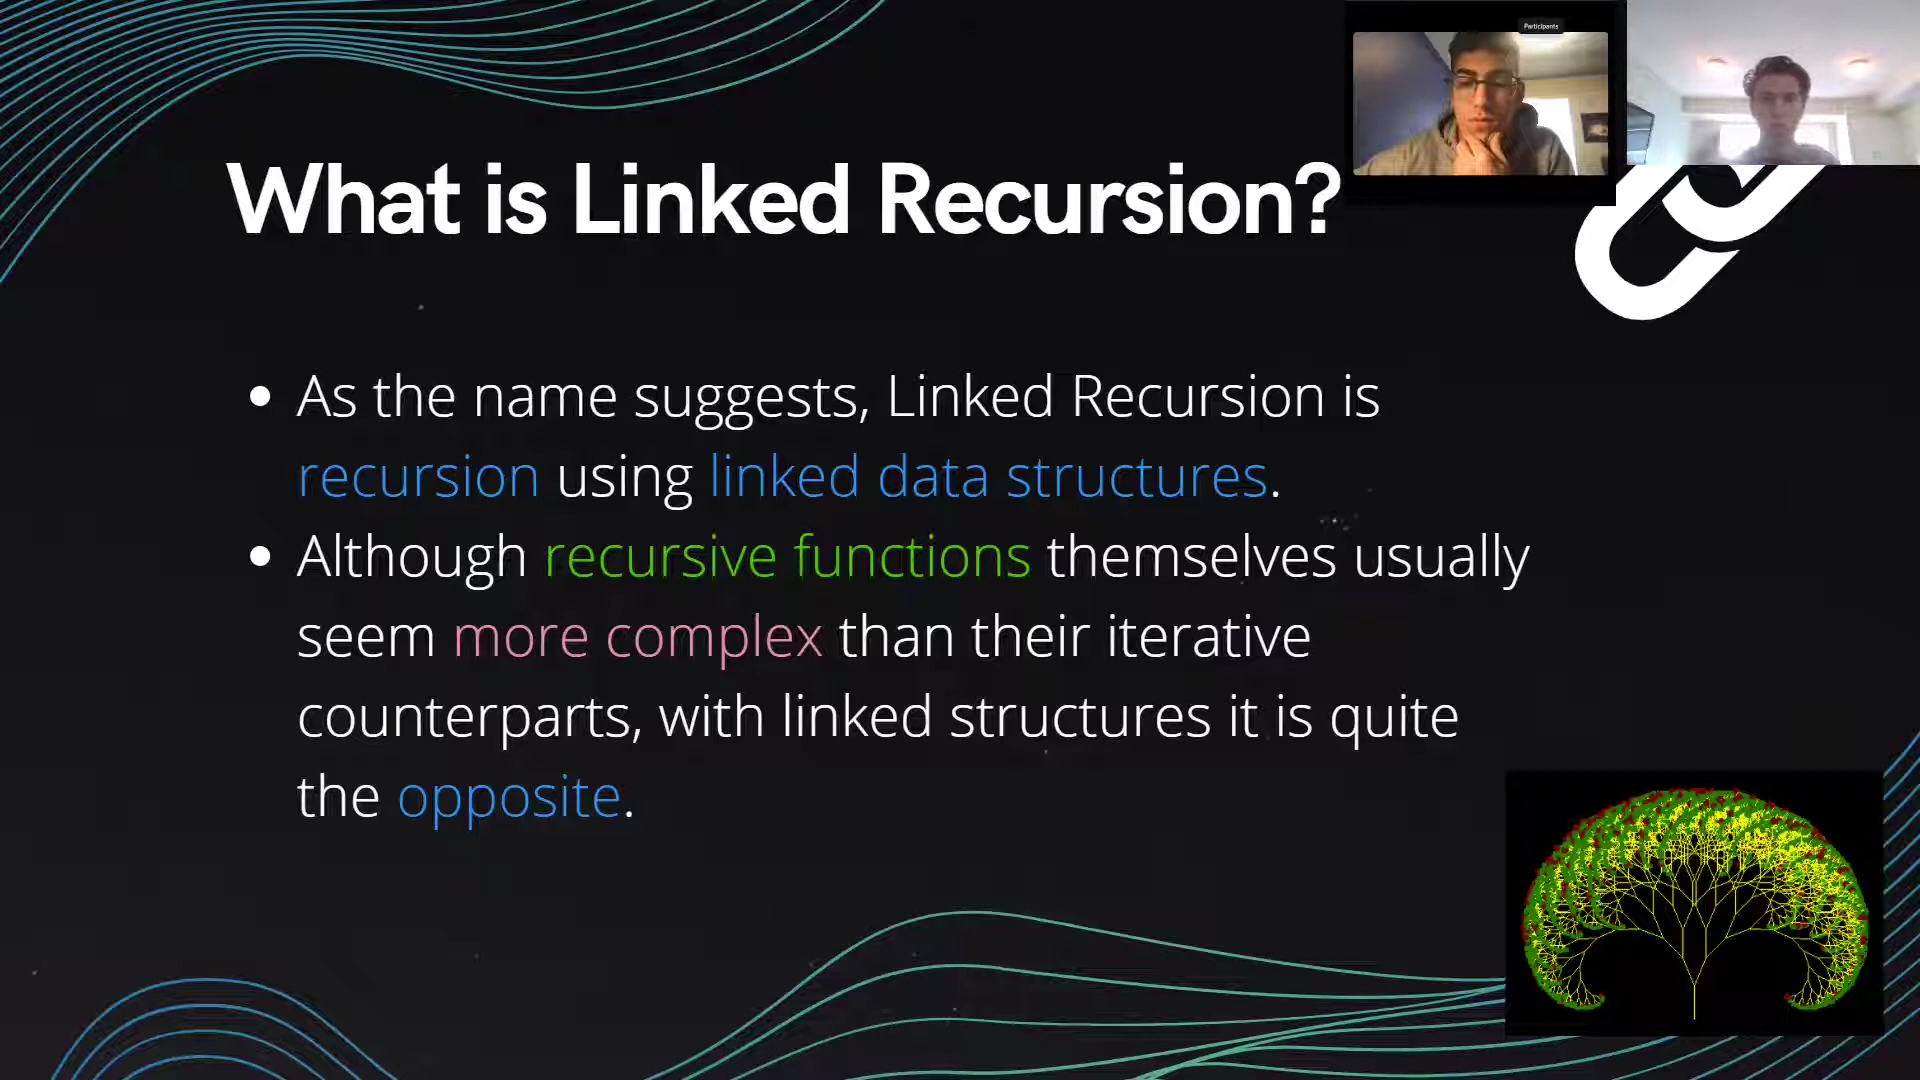 Participants
What is Linked Recursion?
As the name suggests, Linked Recursion is
recursion using linked data structures.
Although recursive functions themselves usually
seem more complex than their iterative
counterparts, with linked structures it is quite
the opposite.